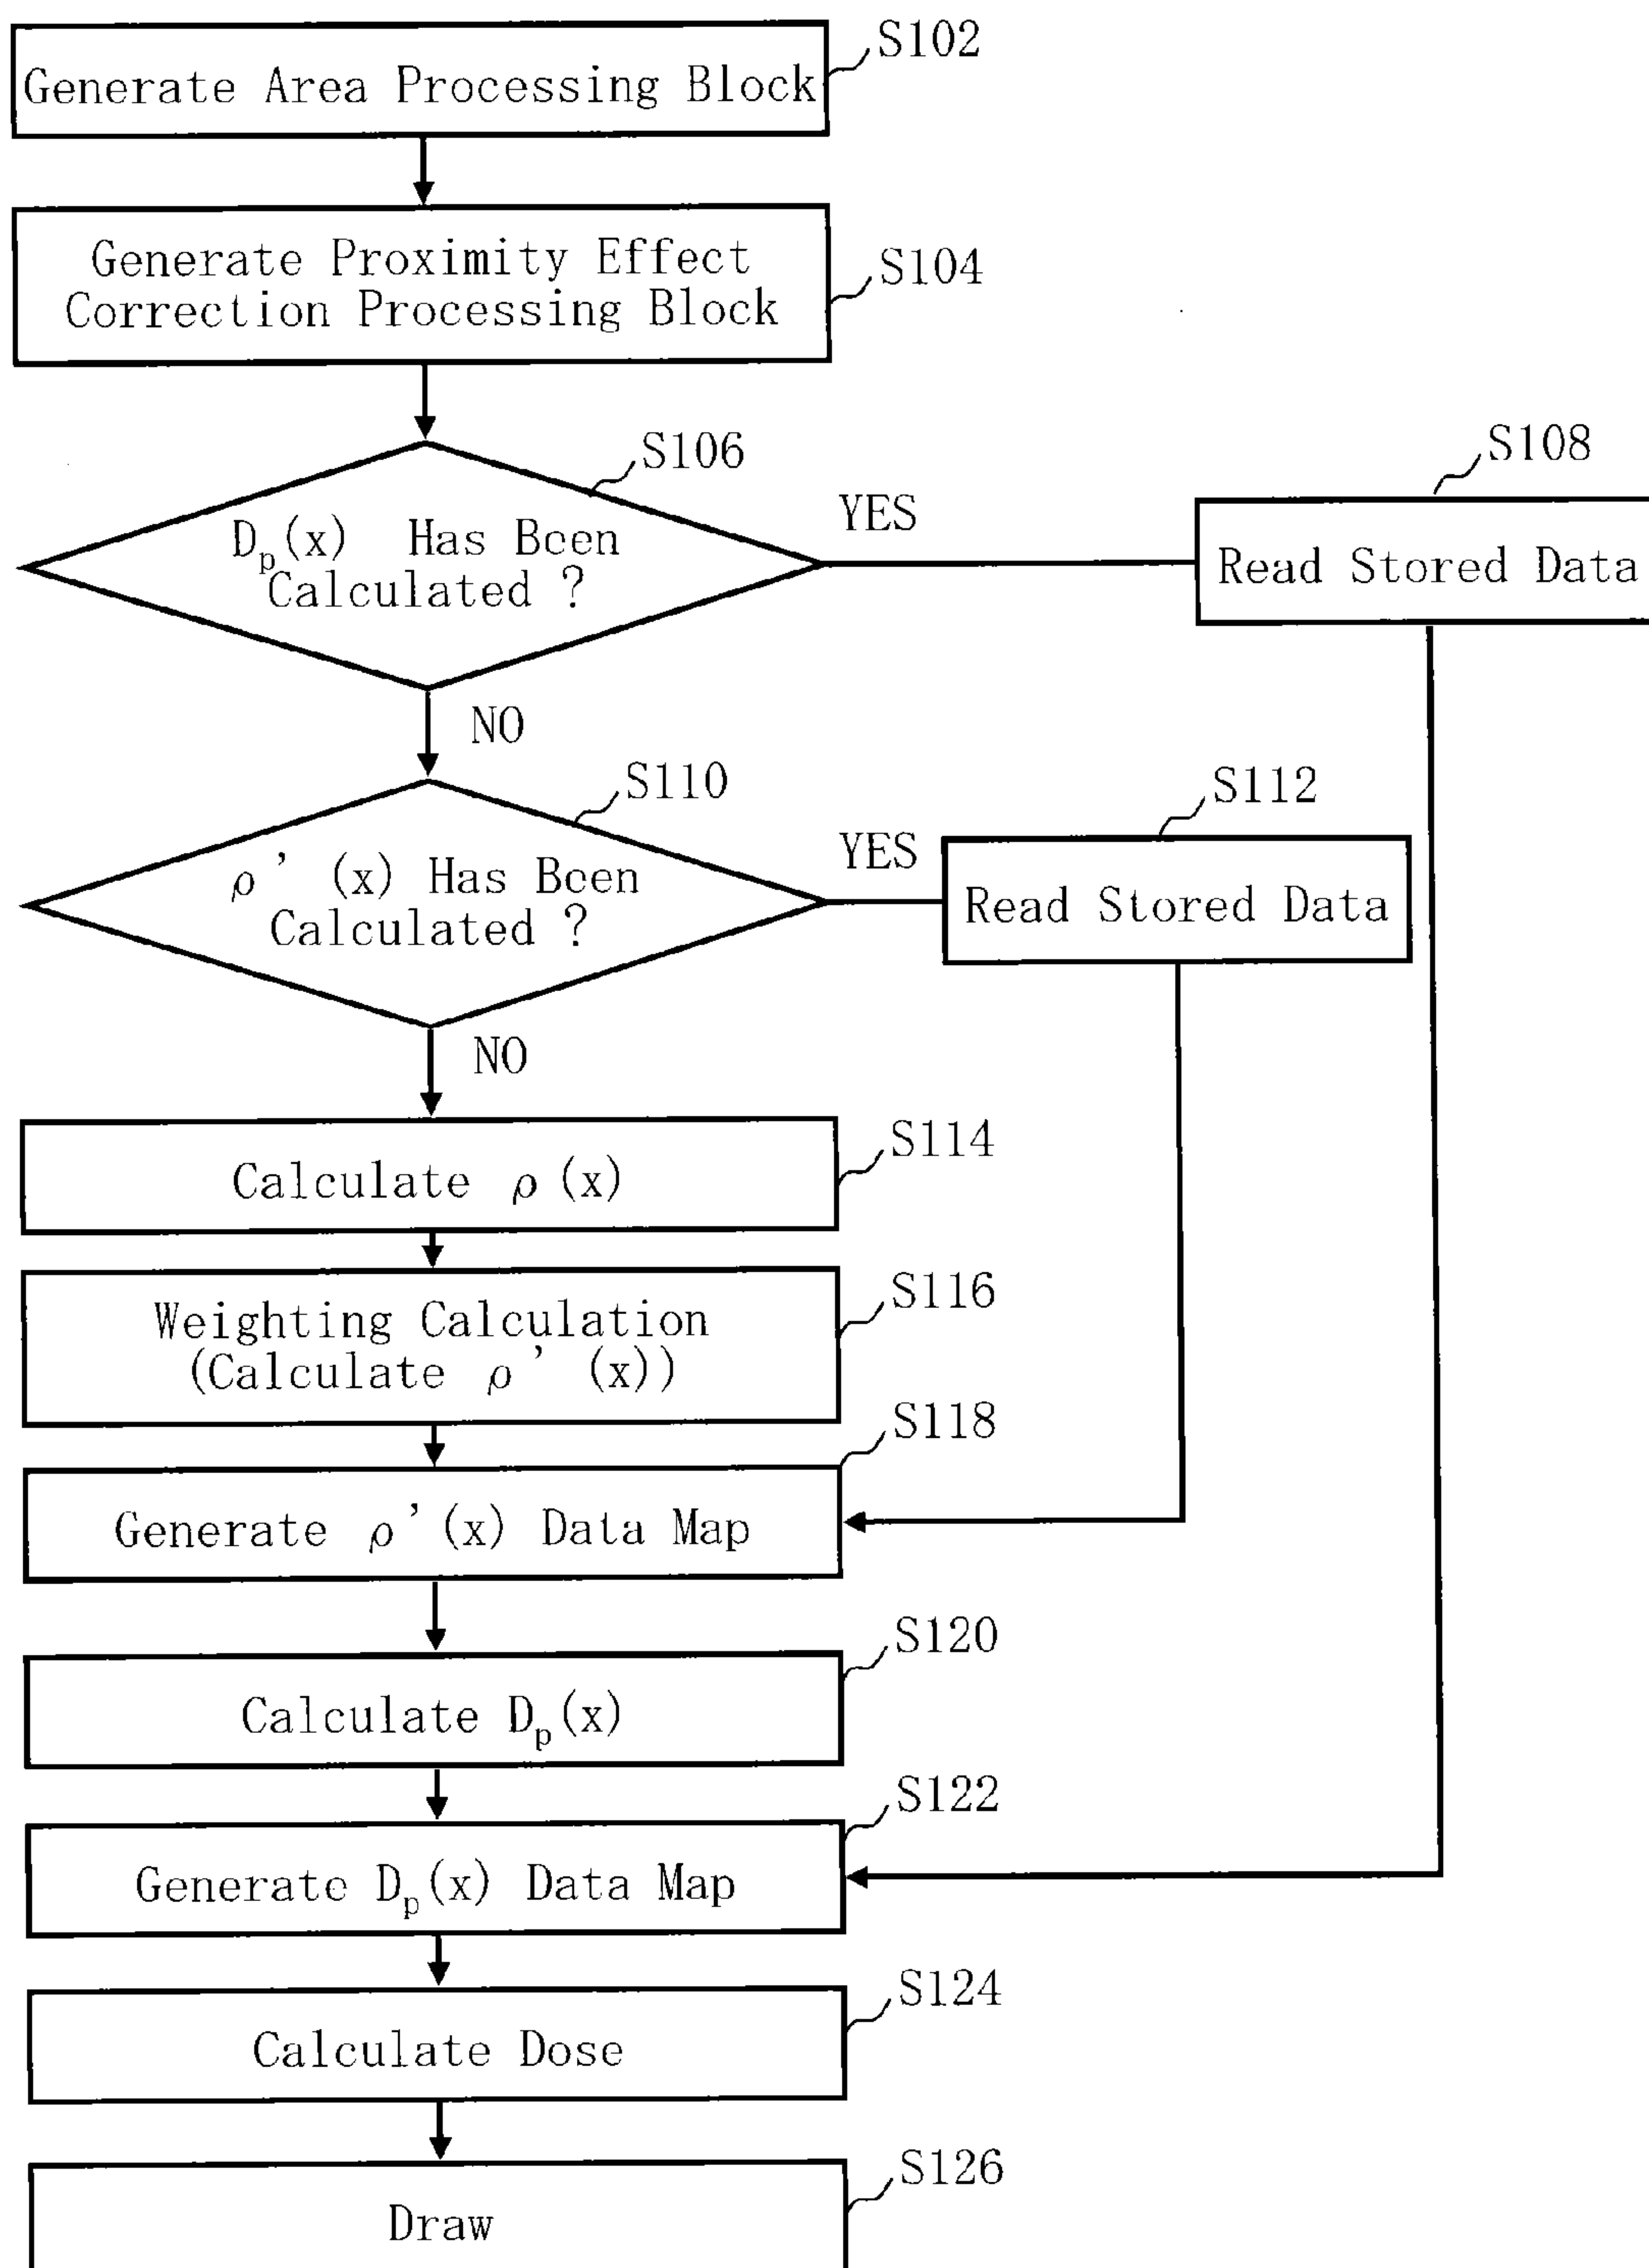 S102
Generate Area Processing Block
Generate Proximity Effect
Correction Processing Block
S104
S106
Dₚ(x) Has Been
Calculated ?
YES
S108
Read Stored Data
NO
S110
ρ' (x) Has Been
Calculated ?
YES
S112
Read Stored Data
NO
S114
Calculate ρ (x)
S116
Weighting Calculation
(Calculate ρ' (x))
S118
Generate ρ' (x) Data Map
S120
Calculate Dₚ(x)
S122
Generate Dₚ(x) Data Map
S124
Calculate Dose
S126
Draw